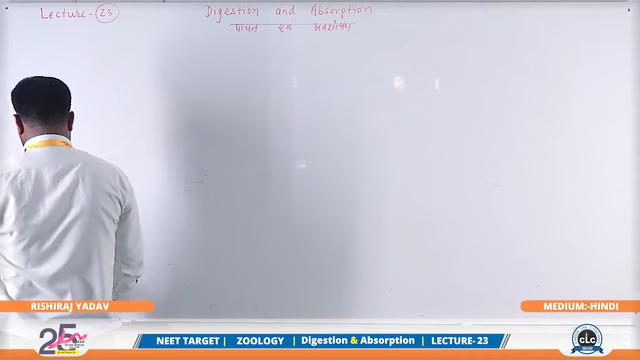 Lecture- 23
Digestion and Absorption
पाचन एवं अवशोषण
RISHIRAJ YADAV
MEDIUM:-HINDI
25
NEET TARGET | ZOOLOGY | Digestion & Absorption | LECTURE- 23
CLC